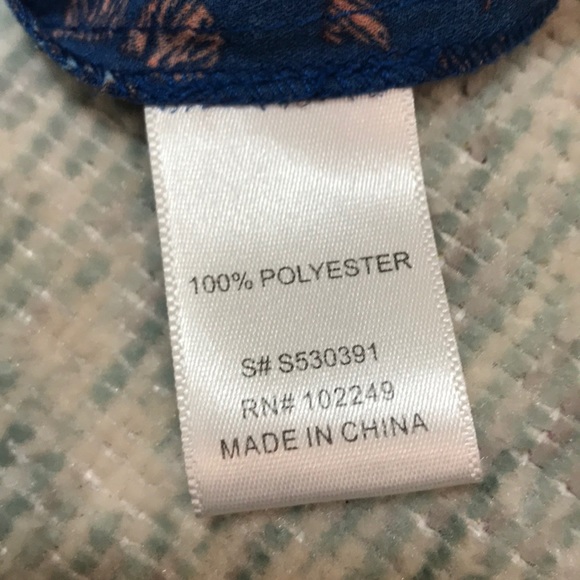 100% POLYESTER
S# S530391
RN# 102249
MADE IN CHINA